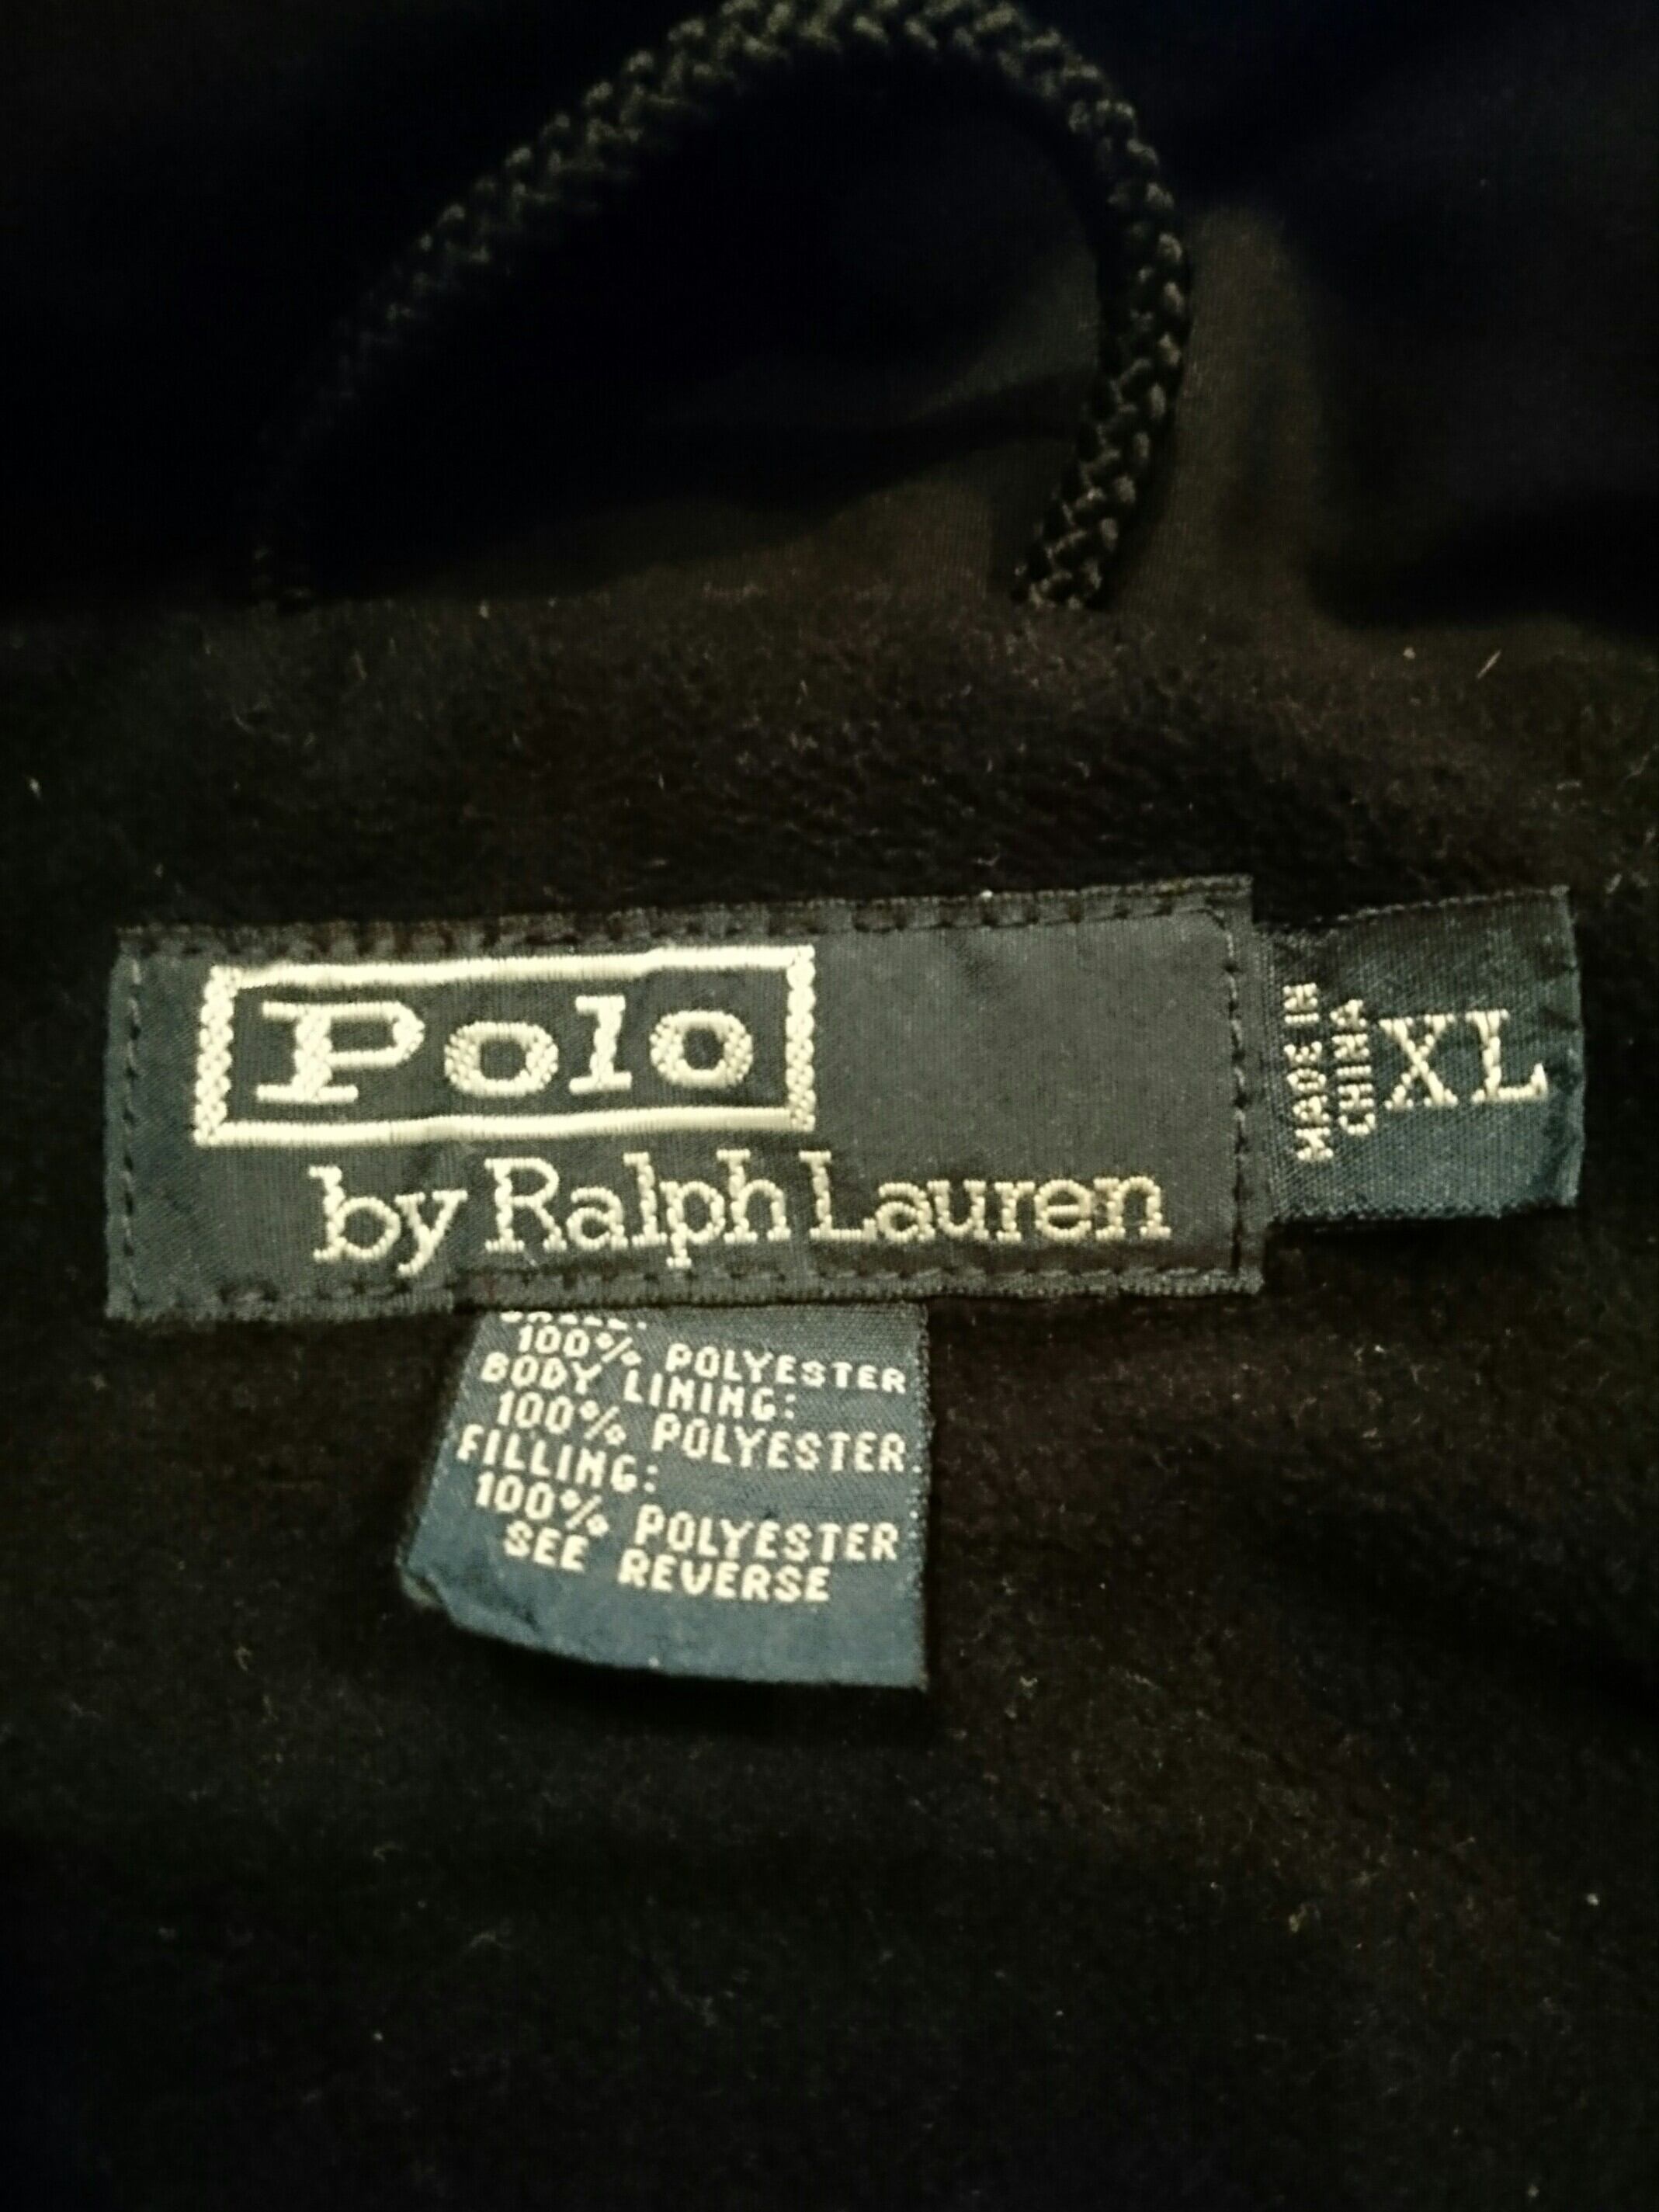 Polo
by Ralph Lauren
MADE IN
CHINA
XL
100% POLYESTER
BODY LINING:
100% POLYESTER
FILLING:
100% POLYESTER
SEE REVERSE